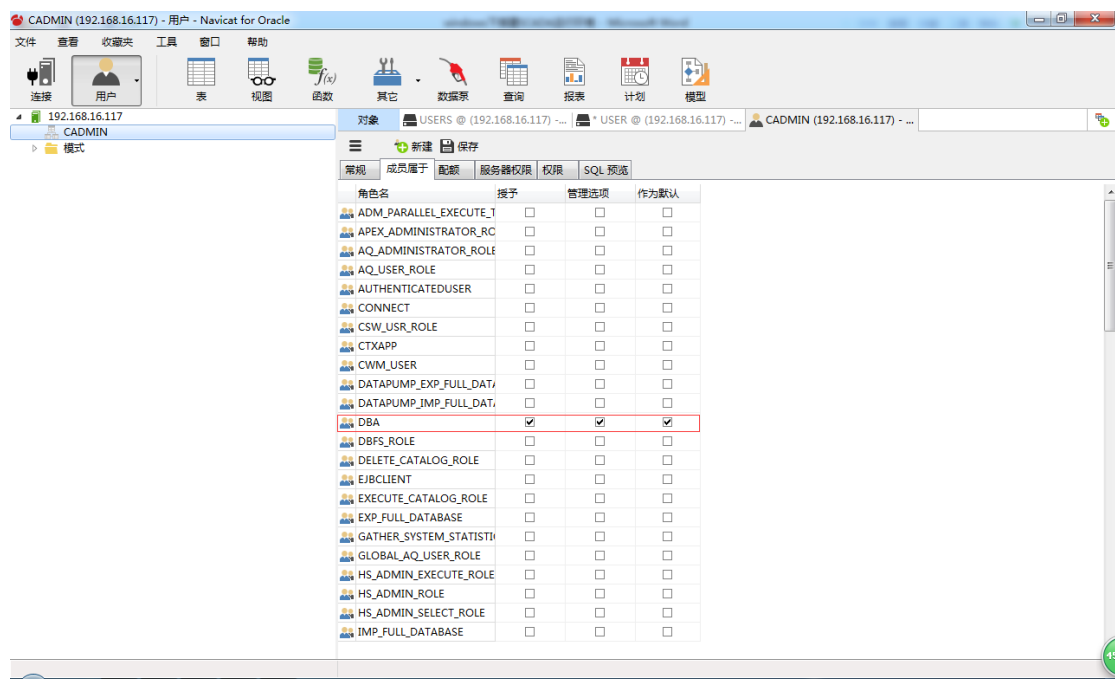 CADMIN (192.168.16.117) - 用户 - Navicat for Oracle
文件 查看 收藏夹 工具 窗口 帮助
连接 用户 表 视图 函数 其它 数据泵 查询 报表 计划 模型
192.168.16.117
CADMIN
模式
对象 USERS @ (192.168.16.117) -... * USER @ (192.168.16.117) -... CADMIN (192.168.16.117) - ...
新建 保存
常规 成员属于 配额 服务器权限 权限 SQL 预览
角色名 授予 管理选项 作为默认
ADM_PARALLEL_EXECUTE_T
APEX_ADMINISTRATOR_RO
AQ_ADMINISTRATOR_ROLE
AQ_USER_ROLE
AUTHENTICATEDUSER
CONNECT
CSW_USR_ROLE
CTXAPP
CWM_USER
DATAPUMP_EXP_FULL_DATA
DATAPUMP_IMP_FULL_DATA
DBA
DBFS_ROLE
DELETE_CATALOG_ROLE
EJBCLIENT
EXECUTE_CATALOG_ROLE
EXP_FULL_DATABASE
GATHER_SYSTEM_STATISTI
GLOBAL_AQ_USER_ROLE
HS_ADMIN_EXECUTE_ROLE
HS_ADMIN_ROLE
HS_ADMIN_SELECT_ROLE
IMP_FULL_DATABASE